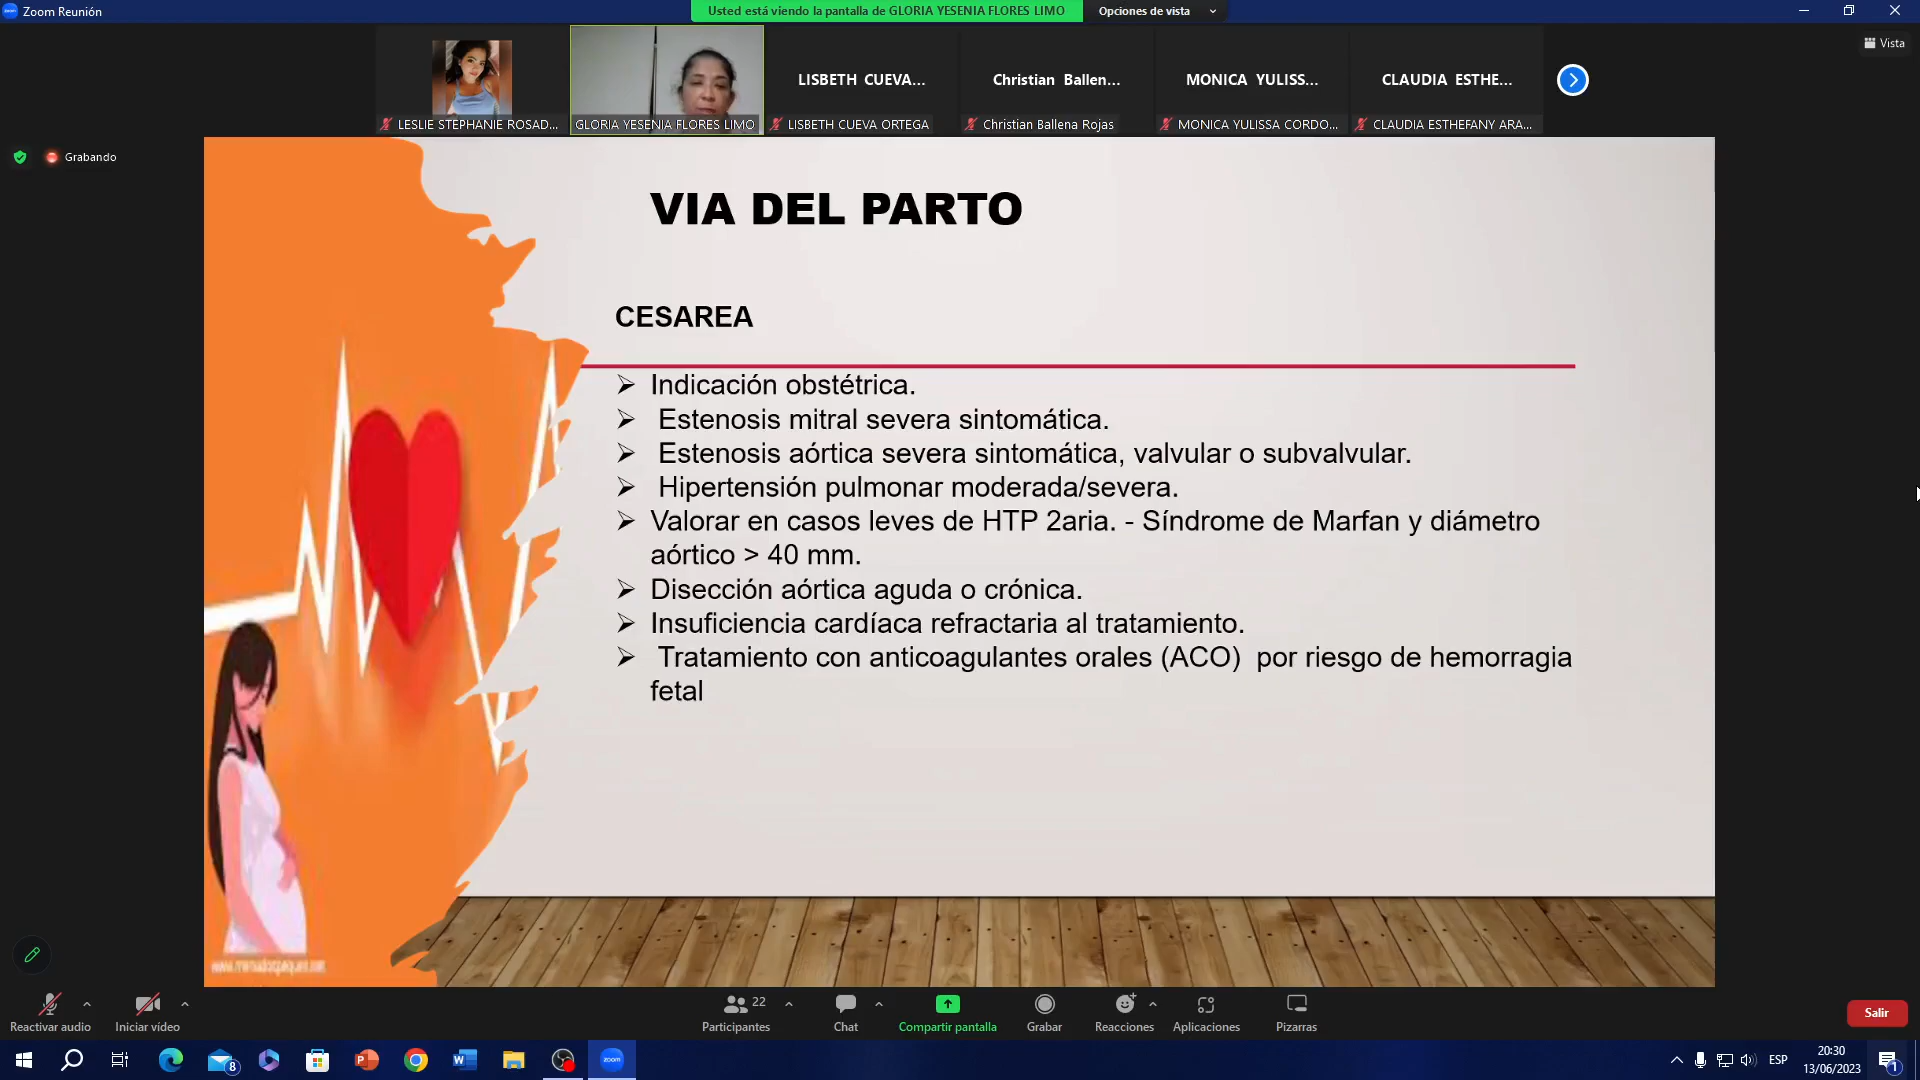 Zoom Reunión
Usted está viendo la pantalla de GLORIA YESENIA FLORES LIMO
Opciones de vista
Vista
LISBETH CUEVA...
Christian Ballen...
MONICA YULISS...
CLAUDIA ESTHE...
LESLIE STEPHANIE ROSAD...
GLORIA YESENIA FLORES LIMO
LISBETH CUEVA ORTEGA
Christian Ballena Rojas
MONICA YULISSA CORDO...
CLAUDIA ESTHEFANY ARA...
Grabando
VIA DEL PARTO
CESAREA
➢ Indicación obstétrica.
➢ Estenosis mitral severa sintomática.
➢ Estenosis aórtica severa sintomática, valvular o subvalvular.
➢ Hipertensión pulmonar moderada/severa.
➢ Valorar en casos leves de HTP 2aria. - Síndrome de Marfan y diámetro
aórtico > 40 mm.
➢ Disección aórtica aguda o crónica.
➢ Insuficiencia cardíaca refractaria al tratamiento.
➢ Tratamiento con anticoagulantes orales (ACO) por riesgo de hemorragia
fetal
22
Reactivar audio
Iniciar vídeo
Participantes
Chat
Compartir pantalla
Grabar
Reacciones
Aplicaciones
Pizarras
Salir
8
zoom
ESP
20:30
13/06/2023
1